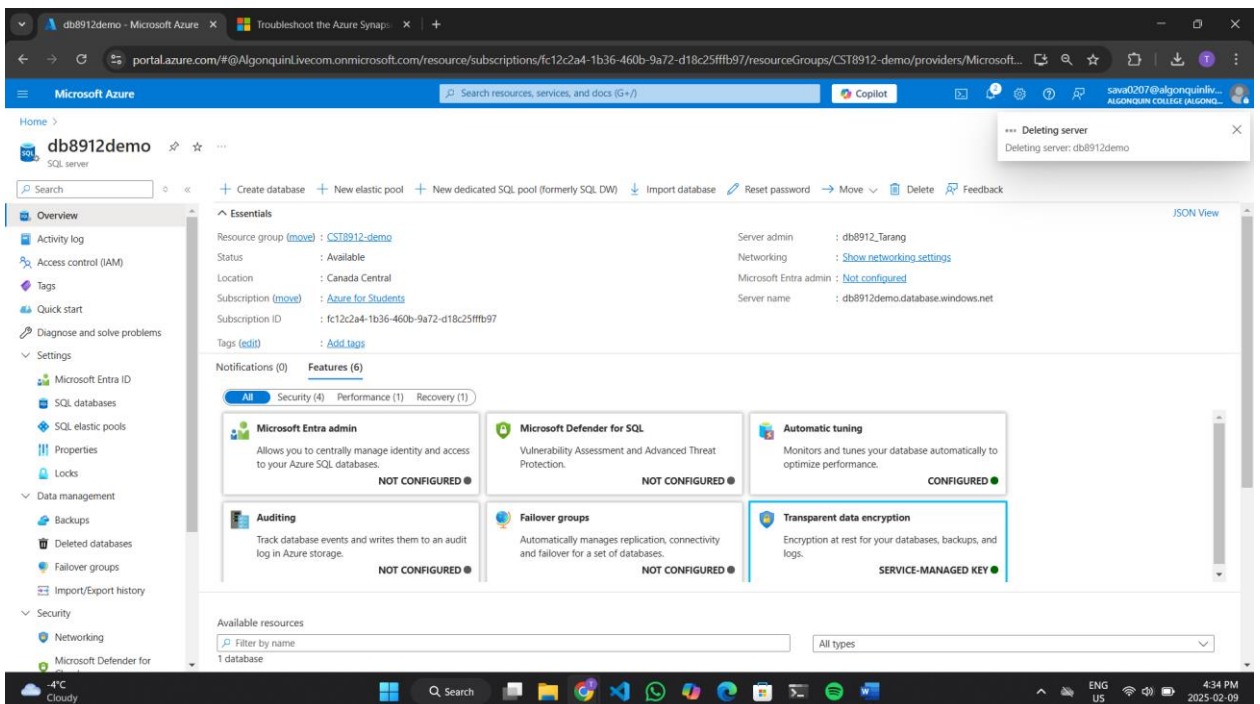 db8912demo - Microsoft Azure
Troubleshoot the Azure Synaps
portal.azure.com/#@AlgonquinLivecom.onmicrosoft.com/resource/subscriptions/fc12c2a4-1b36-460b-9a72-d18c25fffb97/resourceGroups/CST8912-demo/providers/Microsoft...
T
Microsoft Azure
Search resources, services, and docs (G+/)
Copilot
2
sava0207@algonquinliv...
ALGONQUIN COLLEGE (ALGONQ...
Home >
db8912demo
SQL server
Deleting server
Deleting server: db8912demo
Search
Create database
New elastic pool
New dedicated SQL pool (formerly SQL DW)
Import database
Reset password
Move
Delete
Feedback
Overview
Activity log
Access control (IAM)
Tags
Quick start
Diagnose and solve problems
Settings
Microsoft Entra ID
SQL databases
SQL elastic pools
Properties
Locks
Data management
Backups
Deleted databases
Failover groups
Import/Export history
Security
Networking
Microsoft Defender for
Essentials
JSON View
Resource group (move) : CST8912-demo
Status : Available
Location : Canada Central
Subscription (move) : Azure for Students
Subscription ID : fc12c2a4-1b36-460b-9a72-d18c25fffb97
Tags (edit) : Add tags
Server admin : db8912_Tarang
Networking : Show networking settings
Microsoft Entra admin : Not configured
Server name : db8912demo.database.windows.net
Notifications (0)
Features (6)
All
Security (4)
Performance (1)
Recovery (1)
Microsoft Entra admin
Allows you to centrally manage identity and access
to your Azure SQL databases.
NOT CONFIGURED
Microsoft Defender for SQL
Vulnerability Assessment and Advanced Threat
Protection.
NOT CONFIGURED
Automatic tuning
Monitors and tunes your database automatically to
optimize performance.
CONFIGURED
Auditing
Track database events and writes them to an audit
log in Azure storage.
NOT CONFIGURED
Failover groups
Automatically manages replication, connectivity
and failover for a set of databases.
NOT CONFIGURED
Transparent data encryption
Encryption at rest for your databases, backups, and
logs.
SERVICE-MANAGED KEY
Available resources
Filter by name
All types
1 database
-4°C
Cloudy
Search
ENG
US
4:34 PM
2025-02-09